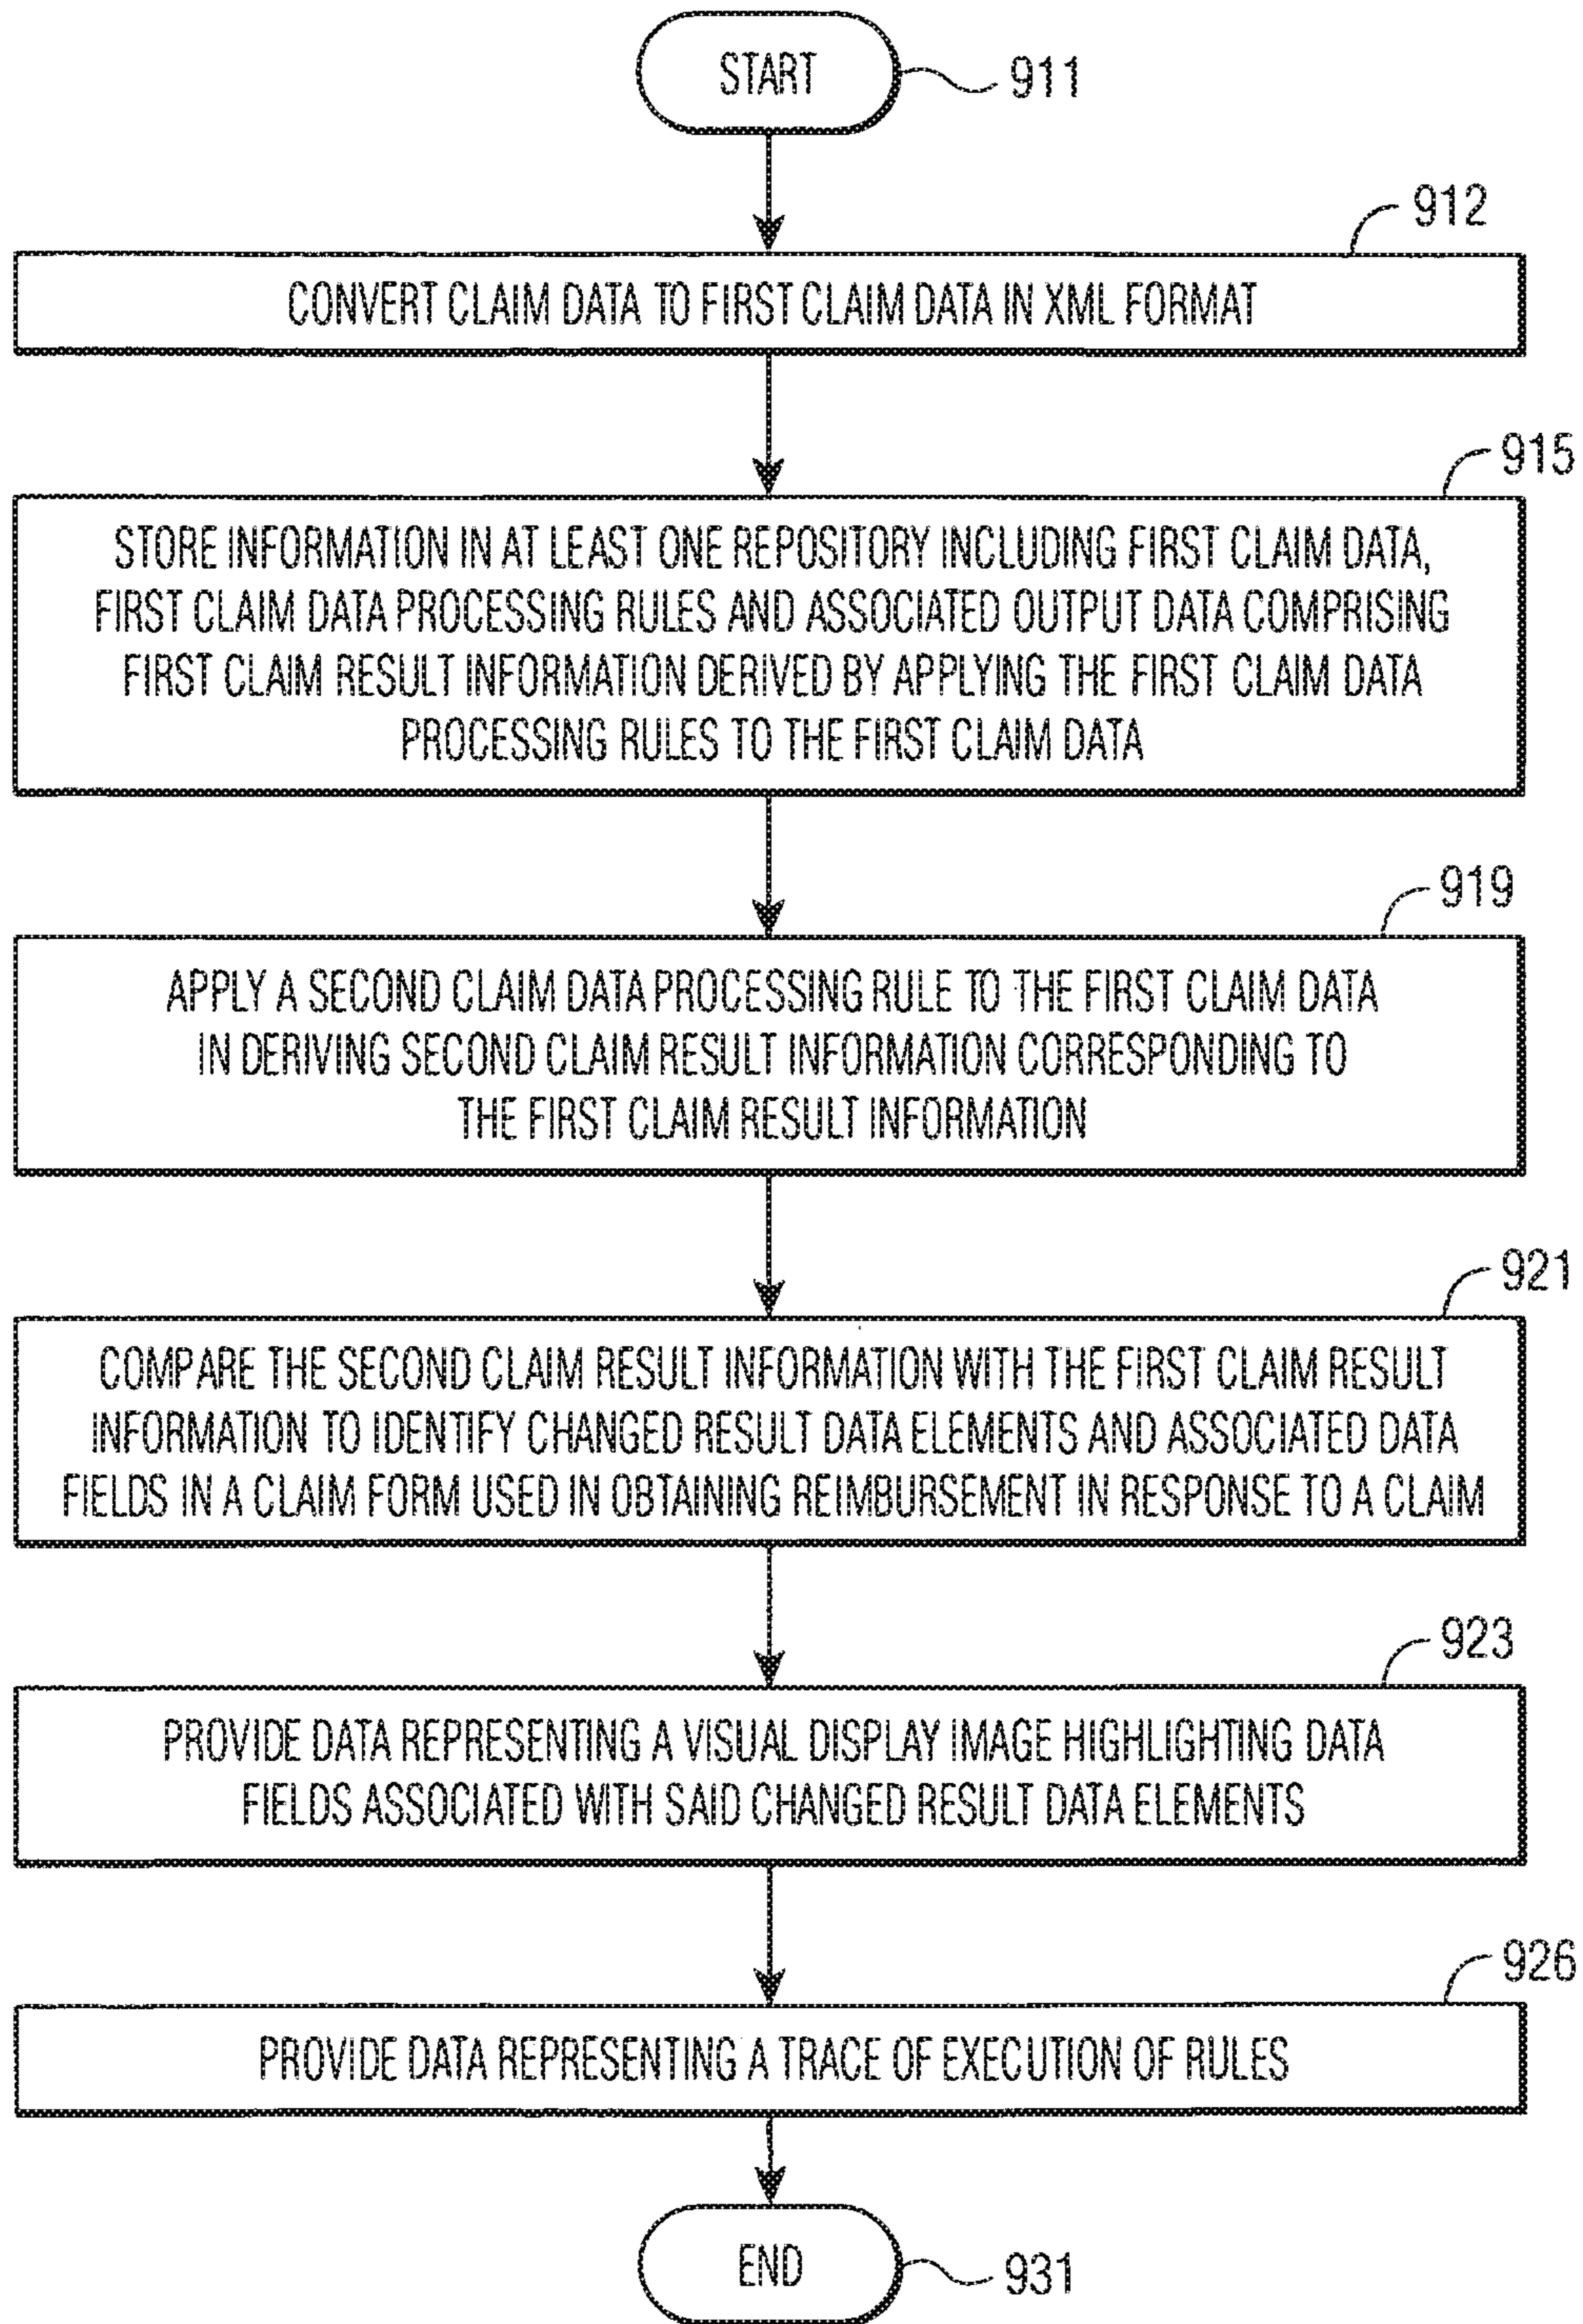 START
911
912
CONVERT CLAIM DATA TO FIRST CLAIM DATA IN XML FORMAT
915
STORE INFORMATION IN AT LEAST ONE REPOSITORY INCLUDING FIRST CLAIM DATA,
FIRST CLAIM DATA PROCESSING RULES AND ASSOCIATED OUTPUT DATA COMPRISING
FIRST CLAIM RESULT INFORMATION DERIVED BY APPLYING THE FIRST CLAIM DATA
PROCESSING RULES TO THE FIRST CLAIM DATA
919
APPLY A SECOND CLAIM DATA PROCESSING RULE TO THE FIRST CLAIM DATA
IN DERIVING SECOND CLAIM RESULT INFORMATION CORRESPONDING TO
THE FIRST CLAIM RESULT INFORMATION
921
COMPARE THE SECOND CLAIM RESULT INFORMATION WITH THE FIRST CLAIM RESULT
INFORMATION TO IDENTIFY CHANGED RESULT DATA ELEMENTS AND ASSOCIATED DATA
FIELDS IN A CLAIM FORM USED IN OBTAINING REIMBURSEMENT IN RESPONSE TO A CLAIM
923
PROVIDE DATA REPRESENTING A VISUAL DISPLAY IMAGE HIGHLIGHTING DATA
FIELDS ASSOCIATED WITH SAID CHANGED RESULT DATA ELEMENTS
926
PROVIDE DATA REPRESENTING A TRACE OF EXECUTION OF RULES
END
931